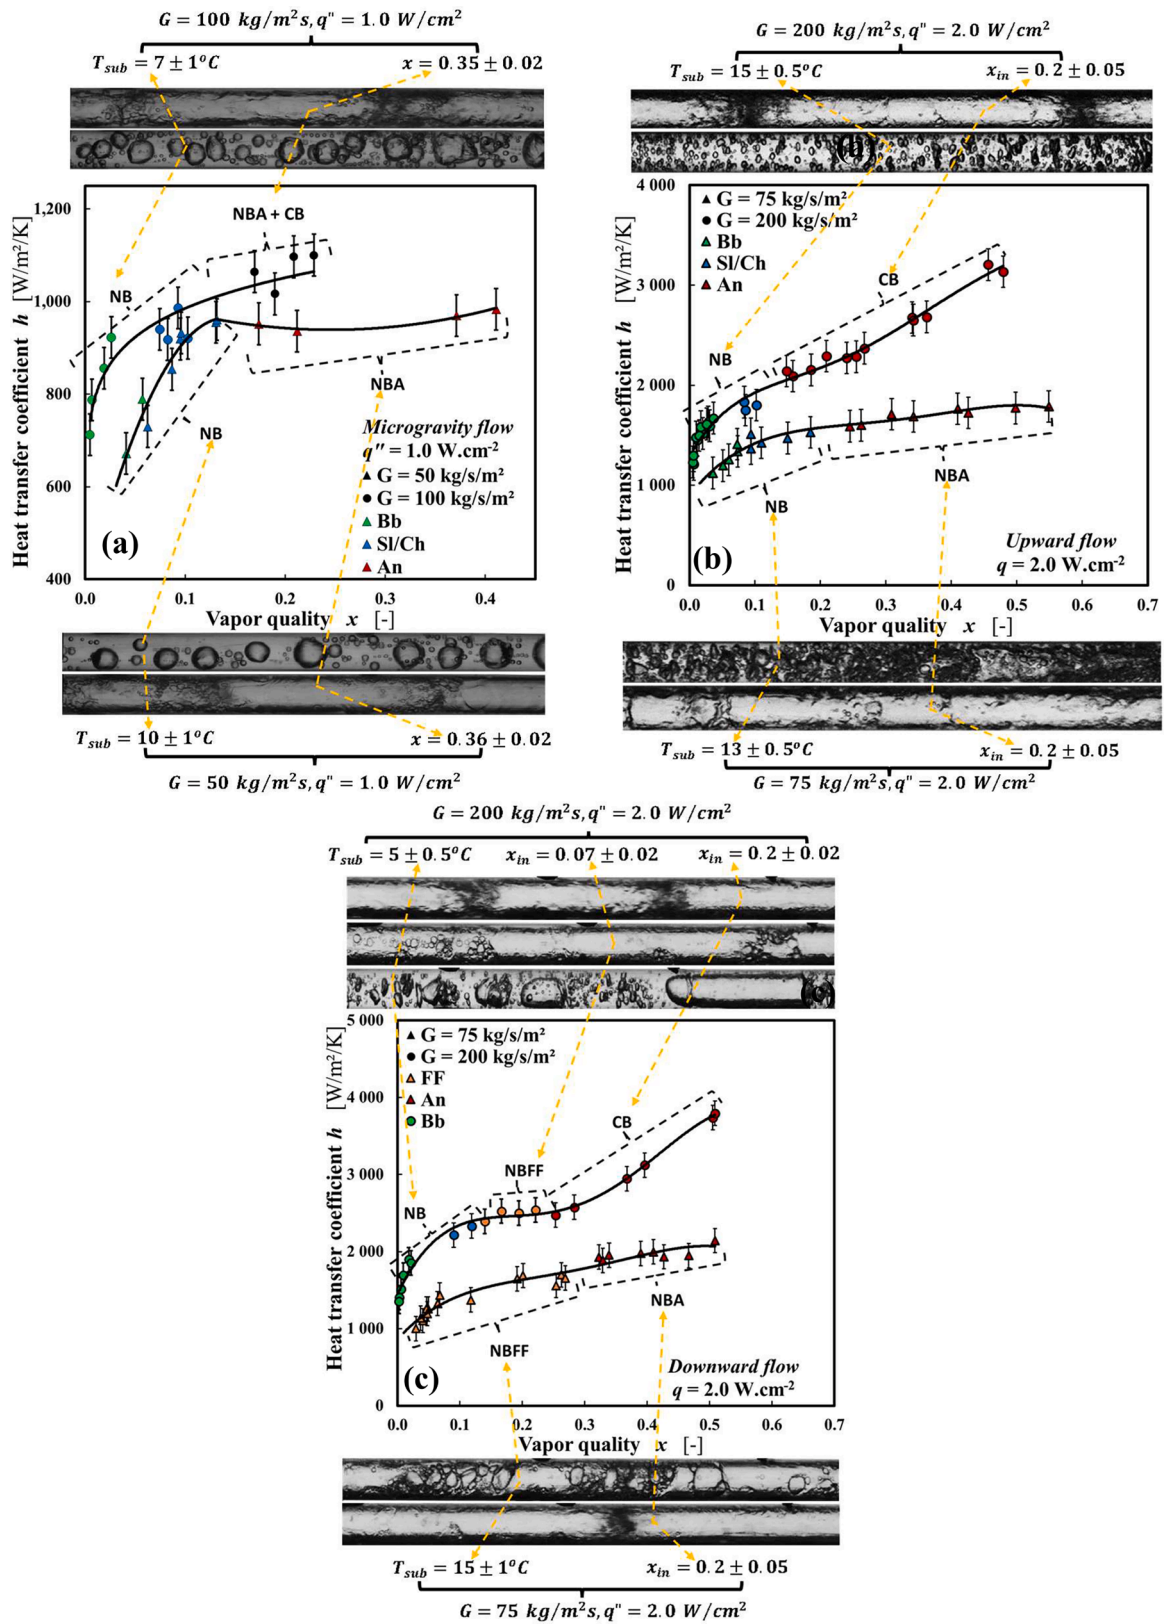 G = 100 kg/m²s, q" = 1.0 W/cm²
T_sub = 7 ± 1°C
x = 0.35 ± 0.02
1,200
1,000
800
600
400
0.0
0.1
0.2
0.3
0.4
Heat transfer coefficient h [W/m²/K]
Vapor quality x [-]
NBA + CB
NB
NBA
NB
Microgravity flow
q" = 1.0 W.cm⁻²
G = 50 kg/s/m²
G = 100 kg/s/m²
Bb
Sl/Ch
An
(a)
T_sub = 10 ± 1°C
x = 0.36 ± 0.02
G = 50 kg/m²s, q" = 1.0 W/cm²
G = 200 kg/m²s, q" = 2.0 W/cm²
T_sub = 15 ± 0.5°C
x_in = 0.2 ± 0.05
4 000
3 000
2 000
1 000
0
0.0
0.1
0.2
0.3
0.4
0.5
0.6
0.7
Heat transfer coefficient h [W/m²/K]
Vapor quality x [-]
G = 75 kg/s/m²
G = 200 kg/s/m²
Bb
Sl/Ch
An
CB
NB
NBA
NB
(b)
Upward flow
q = 2.0 W.cm⁻²
T_sub = 13 ± 0.5°C
x_in = 0.2 ± 0.05
G = 75 kg/m²s, q" = 2.0 W/cm²
G = 200 kg/m²s, q" = 2.0 W/cm²
T_sub = 5 ± 0.5°C
x_in = 0.07 ± 0.02
x_in = 0.2 ± 0.02
5 000
4 000
3 000
2 000
1 000
0
0.0
0.1
0.2
0.3
0.4
0.5
0.6
0.7
Heat transfer coefficient h [W/m²/K]
Vapor quality x [-]
G = 75 kg/s/m²
G = 200 kg/s/m²
FF
An
Bb
CB
NBFF
NB
NBA
NBFF
(c)
Downward flow
q = 2.0 W.cm⁻²
T_sub = 15 ± 1°C
x_in = 0.2 ± 0.05
G = 75 kg/m²s, q" = 2.0 W/cm²